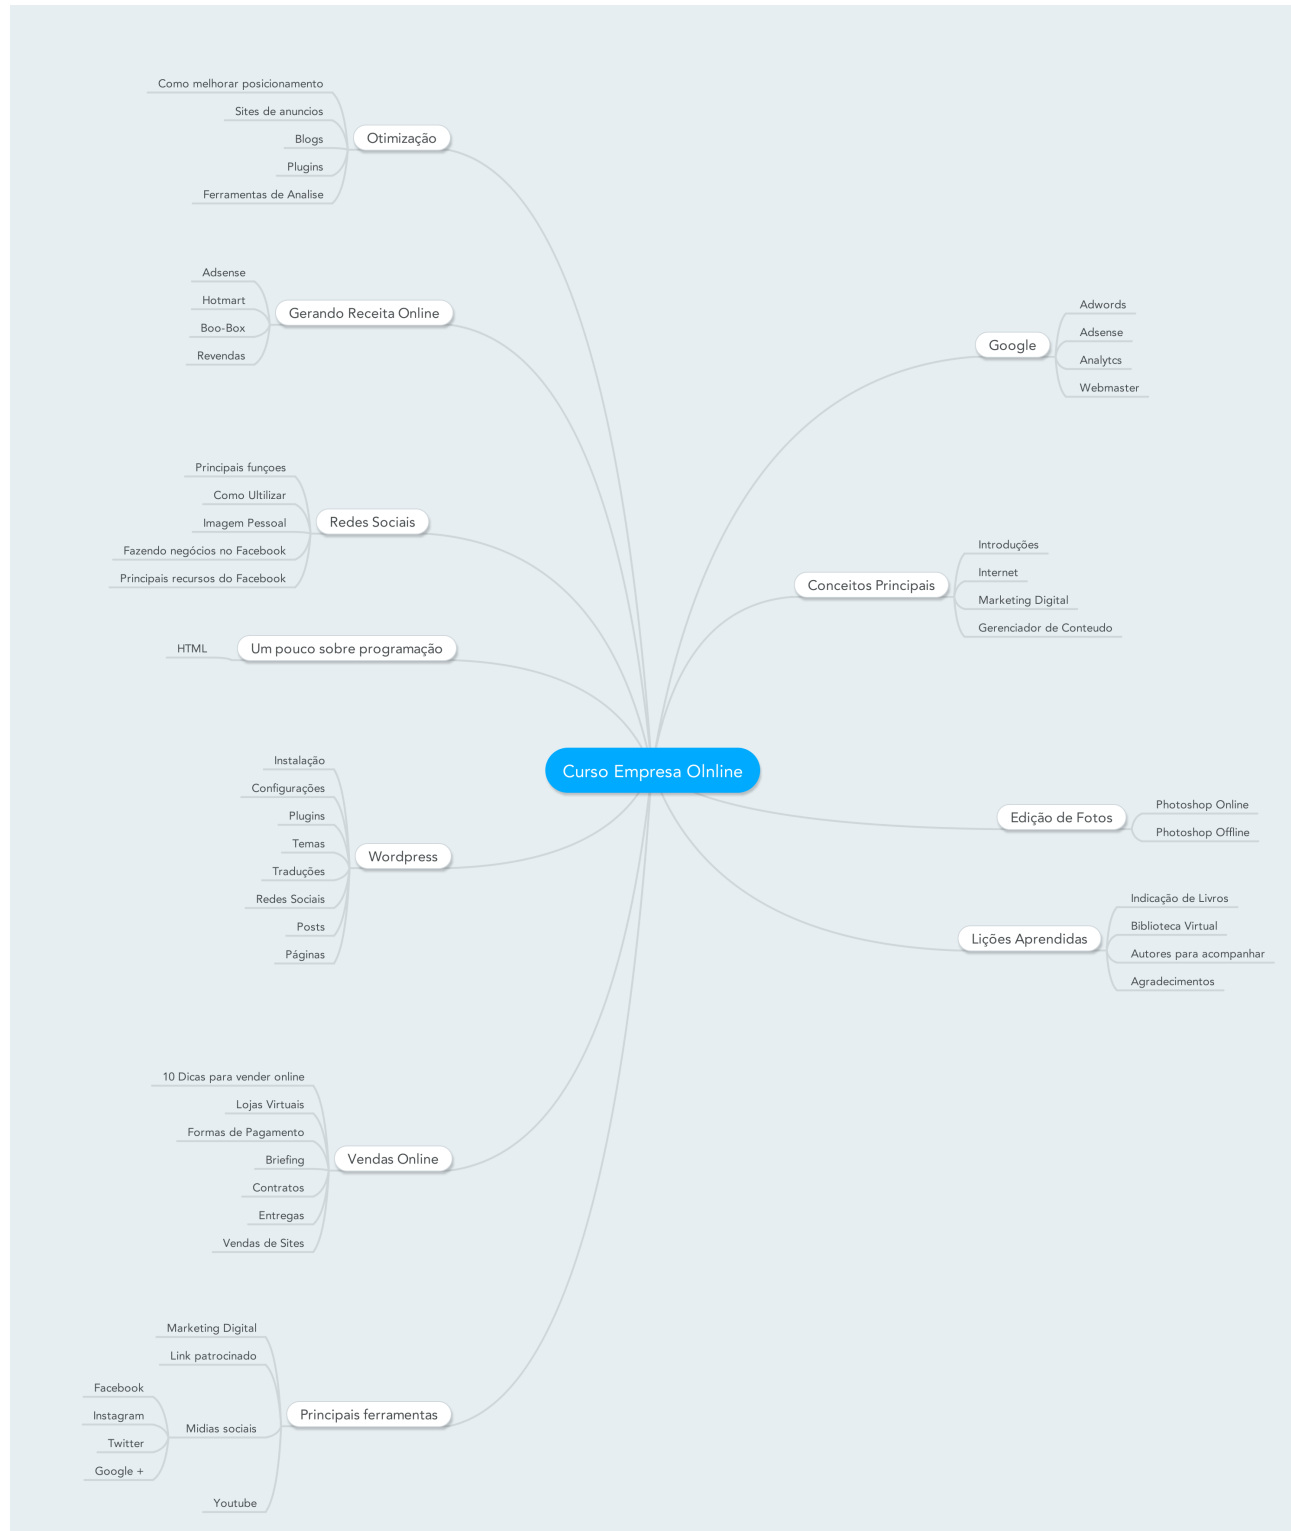 Curso Empresa Olnline
Otimização
Como melhorar posicionamento
Sites de anuncios
Blogs
Plugins
Ferramentas de Analise
Gerando Receita Online
Adsense
Hotmart
Boo-Box
Revendas
Redes Sociais
Principais funçoes
Como Ultilizar
Imagem Pessoal
Fazendo negócios no Facebook
Principais recursos do Facebook
Um pouco sobre programação
HTML
Wordpress
Instalação
Configurações
Plugins
Temas
Traduções
Redes Sociais
Posts
Páginas
Vendas Online
10 Dicas para vender online
Lojas Virtuais
Formas de Pagamento
Briefing
Contratos
Entregas
Vendas de Sites
Principais ferramentas
Marketing Digital
Link patrocinado
Midias sociais
Facebook
Instagram
Twitter
Google +
Youtube
Google
Adwords
Adsense
Analytcs
Webmaster
Conceitos Principais
Introduções
Internet
Marketing Digital
Gerenciador de Conteudo
Edição de Fotos
Photoshop Online
Photoshop Offline
Lições Aprendidas
Indicação de Livros
Biblioteca Virtual
Autores para acompanhar
Agradecimentos